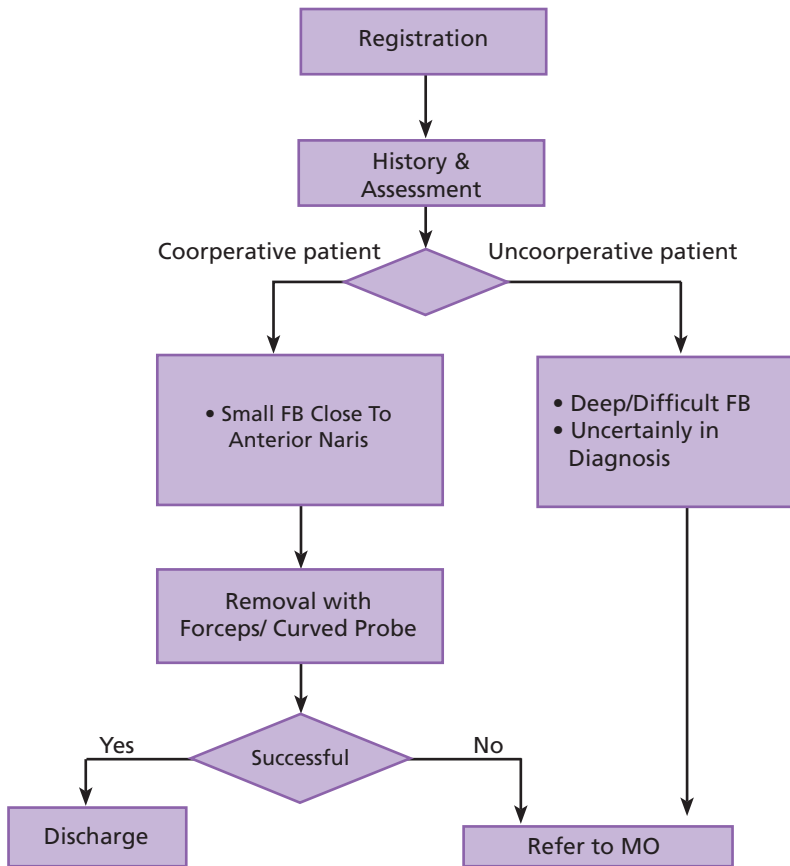 Registration
History &
Assessment
Coorperative patient
Uncoorperative patient
• Small FB Close To
Anterior Naris
• Deep/Difficult FB
• Uncertainly in
Diagnosis
Removal with
Forceps/ Curved Probe
Successful
Yes
No
Discharge
Refer to MO